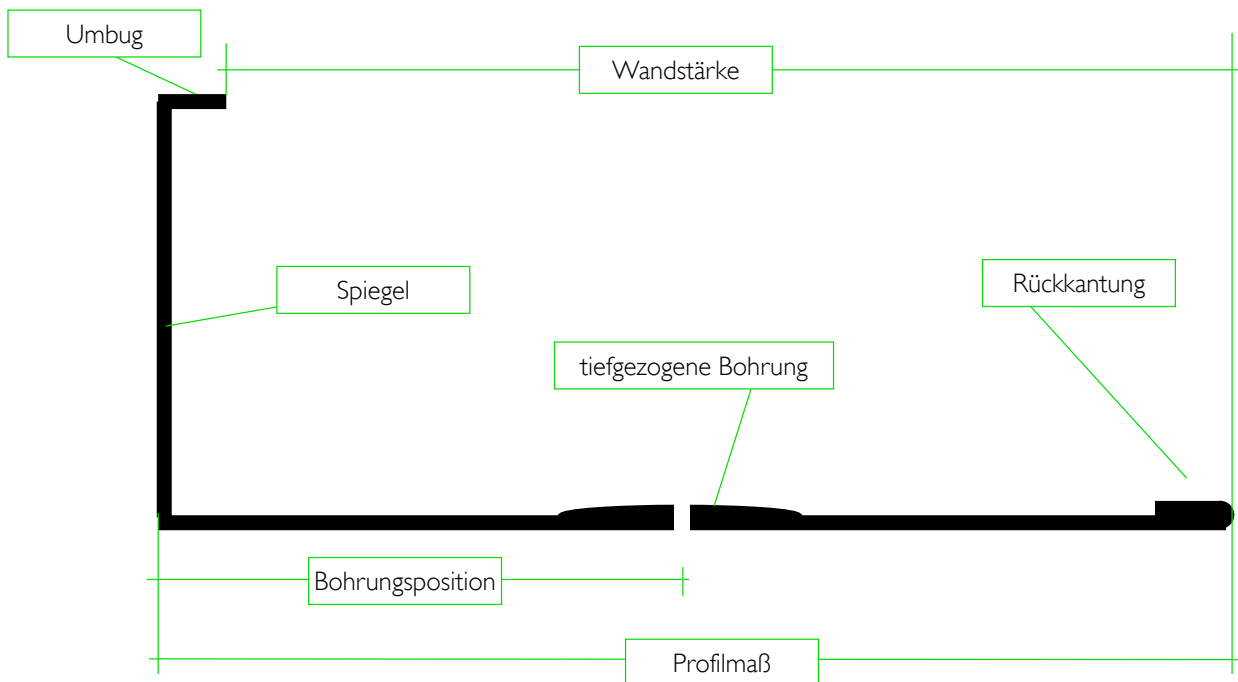 Umbug
Wandstärke
Spiegel
Rückkantung
tiefgezogene Bohrung
Bohrungsposition
Profilmaß